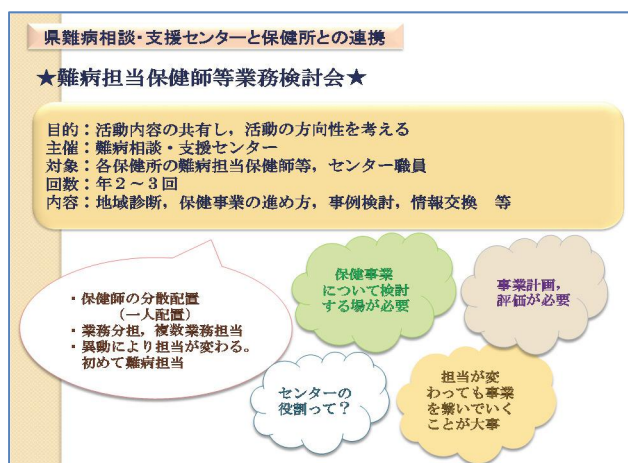 県難病相談・支援センターと保健所との連携
★難病担当保健師等業務検討会★
目的：活動内容の共有し，活動の方向性を考える
主催：難病相談・支援センター
対象：各保健所の難病担当保健師等，センター職員
回数：年２～３回
内容：地域診断，保健事業の進め方，事例検討，情報交換　等
・保健師の分散配置
（一人配置）
・業務分担，複数業務担当
・異動により担当が変わる。
初めて難病担当
保健事業
について検討
する場が必要
事業計画，
評価が必要
センターの
役割って？
担当が変
わっても事業
を繋いでいく
ことが大事